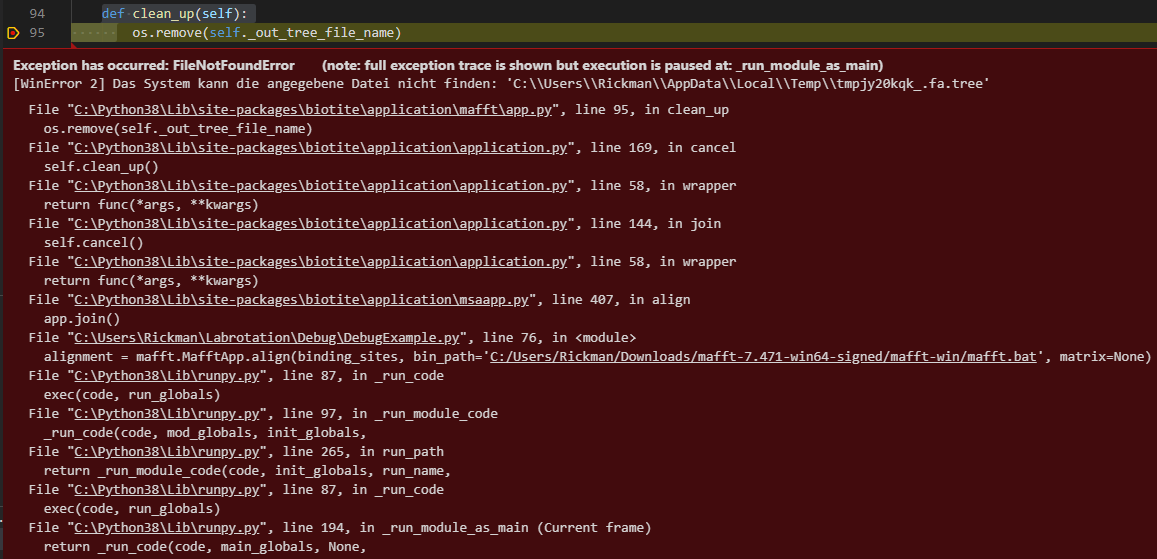 94 def clean_up(self):
95 os.remove(self._out_tree_file_name)
Exception has occurred: FileNotFoundError (note: full exception trace is shown but execution is paused at: _run_module_as_main)
[WinError 2] Das System kann die angegebene Datei nicht finden: 'C:\\Users\\Rickman\\AppData\\Local\\Temp\\tmpjy20kqk_.fa.tree'
File "C:\Python38\Lib\site-packages\biotite\application\mafft\app.py", line 95, in clean_up
os.remove(self._out_tree_file_name)
File "C:\Python38\Lib\site-packages\biotite\application\application.py", line 169, in cancel
self.clean_up()
File "C:\Python38\Lib\site-packages\biotite\application\application.py", line 58, in wrapper
return func(*args, **kwargs)
File "C:\Python38\Lib\site-packages\biotite\application\application.py", line 144, in join
self.cancel()
File "C:\Python38\Lib\site-packages\biotite\application\application.py", line 58, in wrapper
return func(*args, **kwargs)
File "C:\Python38\Lib\site-packages\biotite\application\msaapp.py", line 407, in align
app.join()
File "C:\Users\Rickman\Labrotation\Debug\DebugExample.py", line 76, in <module>
alignment = mafft.MafftApp.align(binding_sites, bin_path='C:/Users/Rickman/Downloads/mafft-7.471-win64-signed/mafft-win/mafft.bat', matrix=None)
File "C:\Python38\Lib\runpy.py", line 87, in _run_code
exec(code, run_globals)
File "C:\Python38\Lib\runpy.py", line 97, in _run_module_code
_run_code(code, mod_globals, init_globals,
File "C:\Python38\Lib\runpy.py", line 265, in run_path
return _run_module_code(code, init_globals, run_name,
File "C:\Python38\Lib\runpy.py", line 87, in _run_code
exec(code, run_globals)
File "C:\Python38\Lib\runpy.py", line 194, in _run_module_as_main (Current frame)
return _run_code(code, main_globals, None,